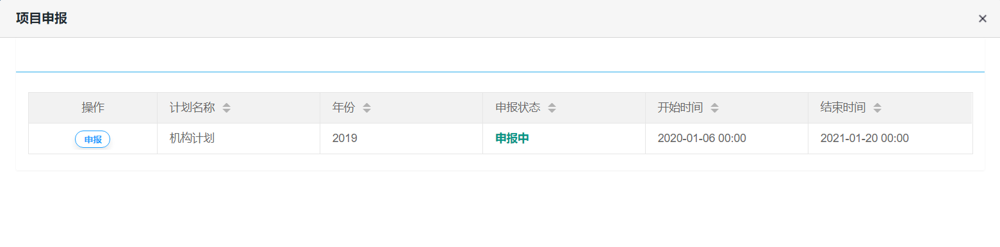 项目申报
操作 计划名称 年份 申报状态 开始时间 结束时间
申报 机构计划 2019 申报中 2020-01-06 00:00 2021-01-20 00:00